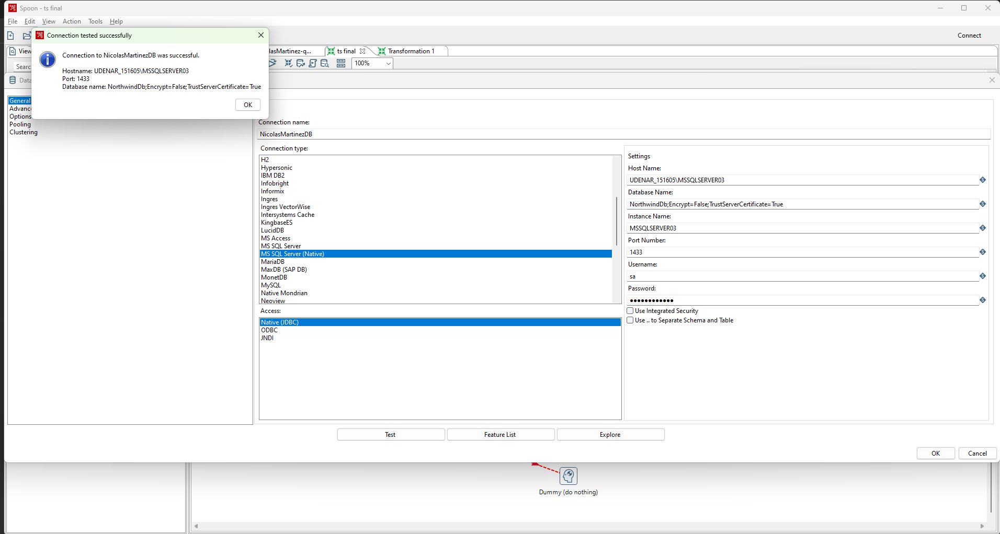 Spoon - ts final
File Edit View Action Tools Help
Connection tested successfully
Connection to NicolasMartinezDB was successful.
Hostname: UDENAR_151605\MSSQLSERVER03
Port: 1433
Database name: NorthwindDb;Encrypt=False;TrustServerCertificate=True
OK
Connect
View
lasMartinez-q...
ts final
Transformation 1
Searc
100%
Data
General
Advanc
Options
Pooling
Clustering
Connection name:
NicolasMartinezDB
Connection type:
H2
Hypersonic
IBM DB2
Infobright
Informix
Ingres
Ingres VectorWise
Intersystems Cache
KingbaseES
LucidDB
MS Access
MS SQL Server
MS SQL Server (Native)
MariaDB
MaxDB (SAP DB)
MonetDB
MySQL
Native Mondrian
Neoview
Access:
Native (JDBC)
ODBC
JNDI
Settings
Host Name:
UDENAR_151605\MSSQLSERVER03
Database Name:
NorthwindDb;Encrypt=False;TrustServerCertificate=True
Instance Name:
MSSQLSERVER03
Port Number:
1433
Username:
sa
Password:
●●●●●●●●●●●●
Use Integrated Security
Use .. to Separate Schema and Table
Test
Feature List
Explore
OK
Cancel
Dummy (do nothing)